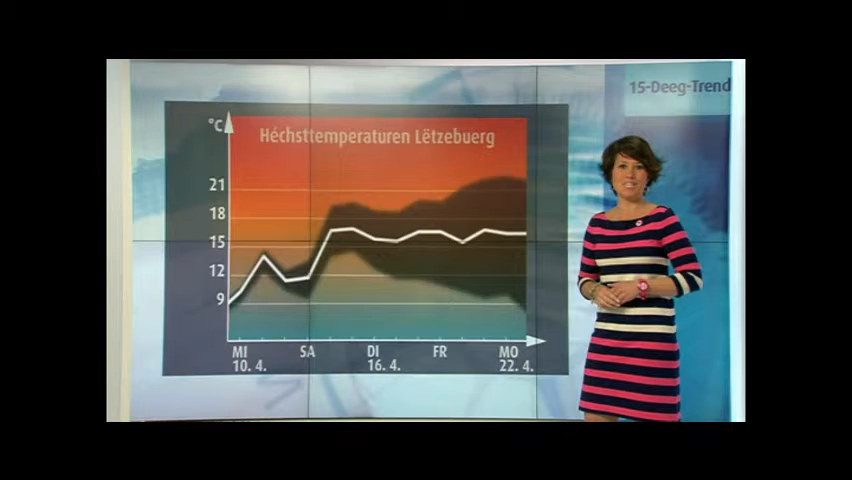 15-Deeg-Trend
°C
Héchsttemperaturen Lëtzebuerg
21
18
15
12
9
MI SA DI FR MO
10. 4. 16. 4. 22. 4.